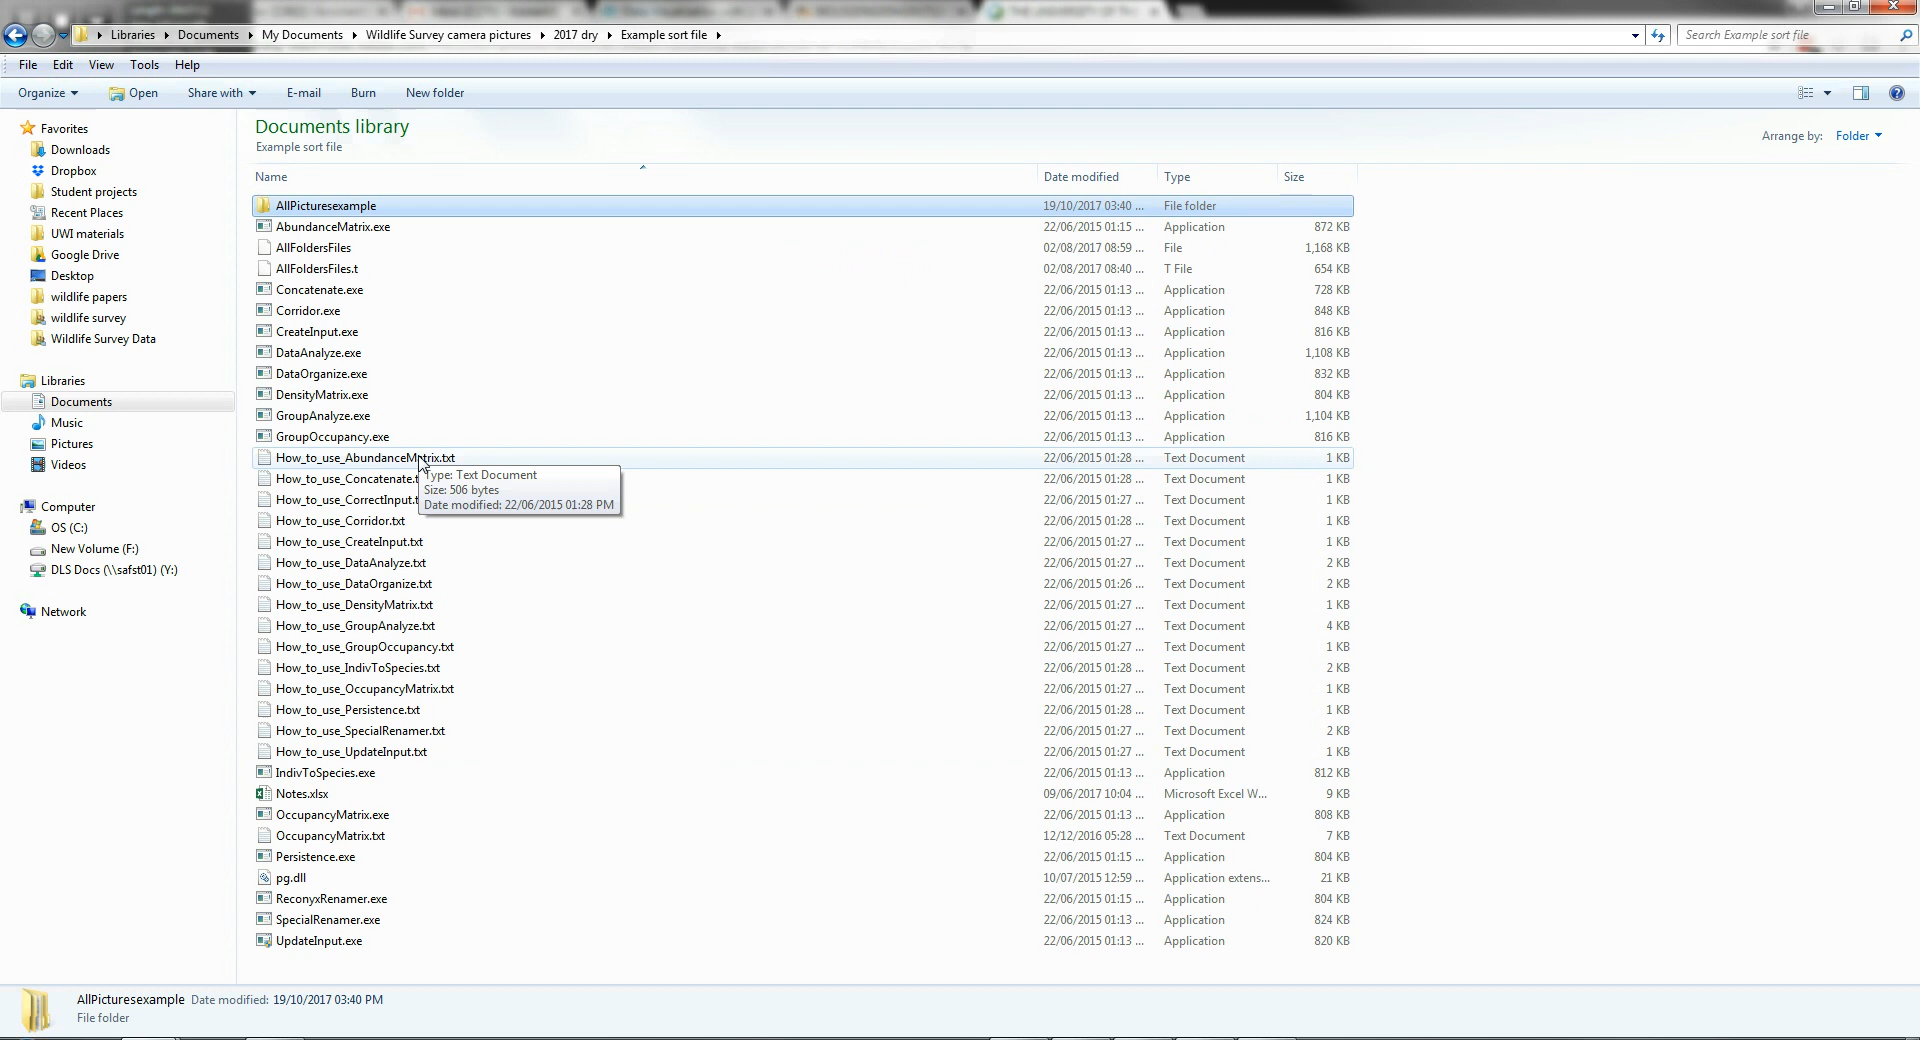 Libraries Documents My Documents Wildlife Survey camera pictures 2017 dry Example sort file
Search Example sort file
File Edit View Tools Help
Organize Open Share with E-mail Burn New folder
Favorites
Downloads
Dropbox
Student projects
Recent Places
UWI materials
Google Drive
Desktop
wildlife papers
wildlife survey
Wildlife Survey Data
Libraries
Documents
Music
Pictures
Videos
Computer
OS (C:)
New Volume (F:)
DLS Docs (\\safst01) (Y:)
Network
Documents library
Example sort file
Arrange by: Folder
Name Date modified Type Size
AllPicturesexample 19/10/2017 03:40 ... File folder
AbundanceMatrix.exe 22/06/2015 01:15 ... Application 872 KB
AllFoldersFiles 02/08/2017 08:59 ... File 1,168 KB
AllFoldersFiles.t 02/08/2017 08:40 ... T File 654 KB
Concatenate.exe 22/06/2015 01:13 ... Application 728 KB
Corridor.exe 22/06/2015 01:13 ... Application 848 KB
CreateInput.exe 22/06/2015 01:13 ... Application 816 KB
DataAnalyze.exe 22/06/2015 01:13 ... Application 1,108 KB
DataOrganize.exe 22/06/2015 01:13 ... Application 832 KB
DensityMatrix.exe 22/06/2015 01:13 ... Application 804 KB
GroupAnalyze.exe 22/06/2015 01:13 ... Application 1,104 KB
GroupOccupancy.exe 22/06/2015 01:13 ... Application 816 KB
How_to_use_AbundanceMatrix.txt 22/06/2015 01:28 ... Text Document 1 KB
How_to_use_Concatenate.t 22/06/2015 01:28 ... Text Document 1 KB
How_to_use_CorrectInput.t 22/06/2015 01:27 ... Text Document 1 KB
Type: Text Document
Size: 506 bytes
Date modified: 22/06/2015 01:28 PM
How_to_use_Corridor.txt 22/06/2015 01:28 ... Text Document 1 KB
How_to_use_CreateInput.txt 22/06/2015 01:27 ... Text Document 1 KB
How_to_use_DataAnalyze.txt 22/06/2015 01:27 ... Text Document 2 KB
How_to_use_DataOrganize.txt 22/06/2015 01:26 ... Text Document 2 KB
How_to_use_DensityMatrix.txt 22/06/2015 01:27 ... Text Document 1 KB
How_to_use_GroupAnalyze.txt 22/06/2015 01:27 ... Text Document 4 KB
How_to_use_GroupOccupancy.txt 22/06/2015 01:27 ... Text Document 1 KB
How_to_use_IndivToSpecies.txt 22/06/2015 01:28 ... Text Document 2 KB
How_to_use_OccupancyMatrix.txt 22/06/2015 01:27 ... Text Document 1 KB
How_to_use_Persistence.txt 22/06/2015 01:28 ... Text Document 1 KB
How_to_use_SpecialRenamer.txt 22/06/2015 01:27 ... Text Document 2 KB
How_to_use_UpdateInput.txt 22/06/2015 01:27 ... Text Document 1 KB
IndivToSpecies.exe 22/06/2015 01:13 ... Application 812 KB
Notes.xlsx 09/06/2017 10:04 ... Microsoft Excel W... 9 KB
OccupancyMatrix.exe 22/06/2015 01:13 ... Application 808 KB
OccupancyMatrix.txt 12/12/2016 05:28 ... Text Document 7 KB
Persistence.exe 22/06/2015 01:15 ... Application 804 KB
pg.dll 10/07/2015 12:59 ... Application extens... 21 KB
ReconyxRenamer.exe 22/06/2015 01:15 ... Application 804 KB
SpecialRenamer.exe 22/06/2015 01:13 ... Application 824 KB
UpdateInput.exe 22/06/2015 01:13 ... Application 820 KB
AllPicturesexample Date modified: 19/10/2017 03:40 PM
File folder